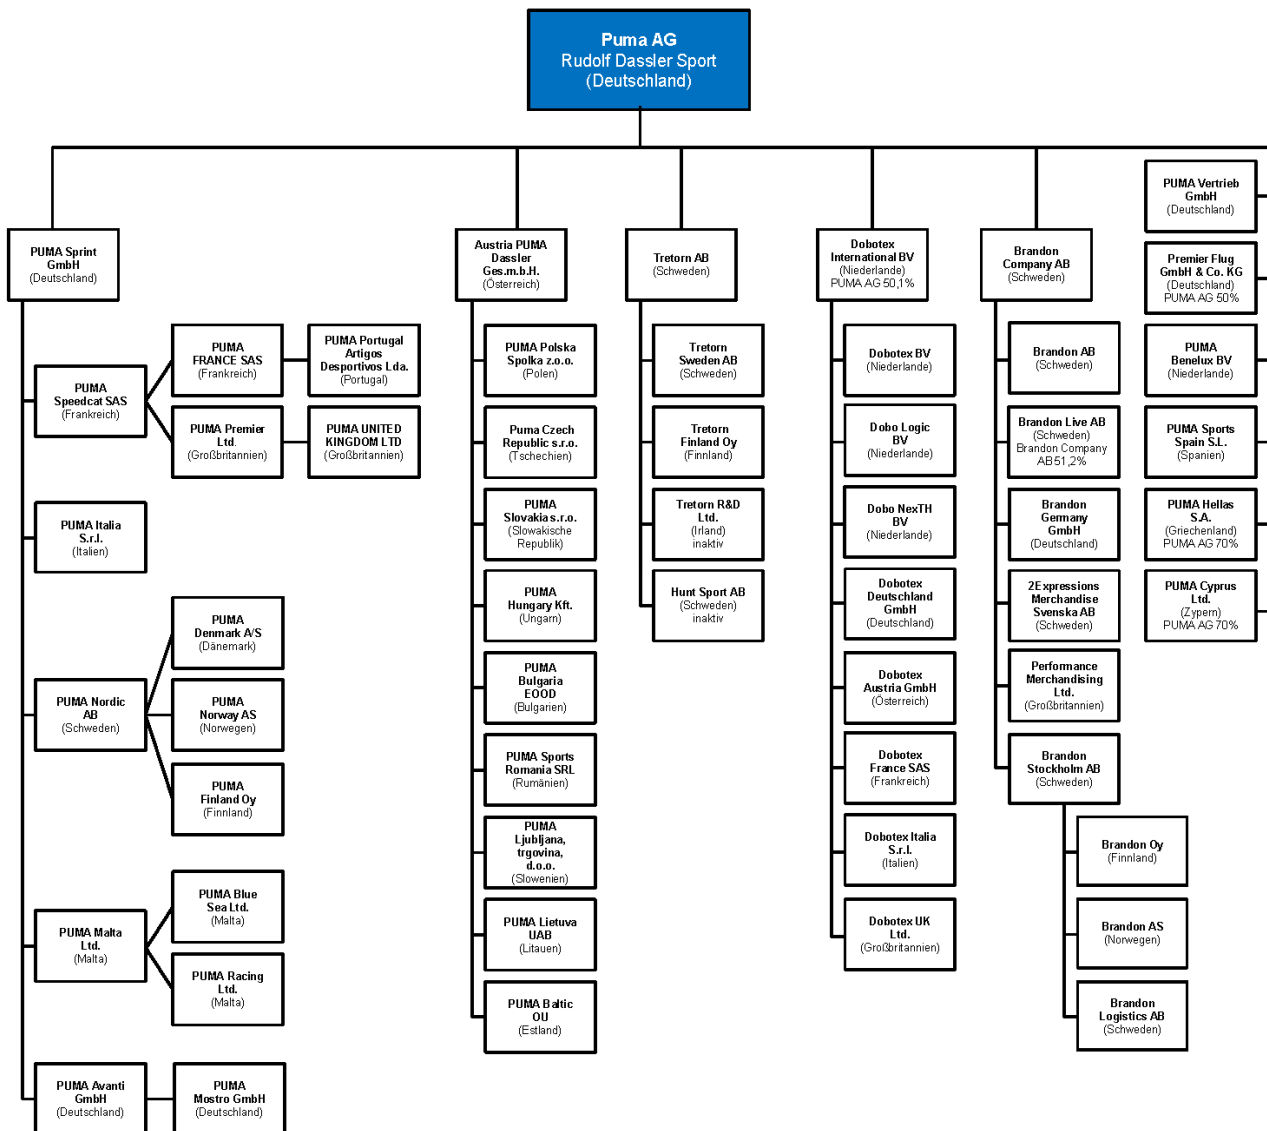 Puma AG
Rudolf Dassler Sport
(Deutschland)
PUMA Sprint
GmbH
(Deutschland)
PUMA
Speedcat SAS
(Frankreich)
PUMA
FRANCE SAS
(Frankreich)
PUMA Portugal
Artigos
Desportivos Lda.
(Portugal)
PUMA Premier
Ltd.
(Großbritannien)
PUMA UNITED
KINGDOM LTD
(Großbritannien)
PUMA Italia
S.r.l.
(Italien)
PUMA Nordic
AB
(Schweden)
PUMA
Denmark A/S
(Dänemark)
PUMA
Norway AS
(Norwegen)
PUMA
Finland Oy
(Finnland)
PUMA Malta
Ltd.
(Malta)
PUMA Blue
Sea Ltd.
(Malta)
PUMA Racing
Ltd.
(Malta)
PUMA Avanti
GmbH
(Deutschland)
PUMA
Mostro GmbH
(Deutschland)
Austria PUMA
Dassler
Ges.m.b.H.
(Österreich)
PUMA Polska
Spolka z.o.o.
(Polen)
Puma Czech
Republic s.r.o.
(Tschechien)
PUMA
Slovakia s.r.o.
(Slowakische
Republik)
PUMA
Hungary Kft.
(Ungarn)
PUMA
Bulgaria
EOOD
(Bulgarien)
PUMA Sports
Romania SRL
(Rumänien)
PUMA
Ljubljana,
trgovina,
d.o.o.
(Slowenien)
PUMA Lietuva
UAB
(Litauen)
PUMA Baltic
OU
(Estland)
Tretorn AB
(Schweden)
Tretorn
Sweden AB
(Schweden)
Tretorn
Finland Oy
(Finnland)
Tretorn R&D
Ltd.
(Irland)
inaktiv
Hunt Sport AB
(Schweden)
inaktiv
Dobotex
International BV
(Niederlande)
PUMA AG 50,1%
Dobotex BV
(Niederlande)
Dobo Logic
BV
(Niederlande)
Dobo NexTH
BV
(Niederlande)
Dobotex
Deutschland
GmbH
(Deutschland)
Dobotex
Austria GmbH
(Österreich)
Dobotex
France SAS
(Frankreich)
Dobotex Italia
S.r.l.
(Italien)
Dobotex UK
Ltd.
(Großbritannien)
Brandon
Company AB
(Schweden)
Brandon AB
(Schweden)
Brandon Live AB
(Schweden)
Brandon Company
AB 51,2%
Brandon
Germany
GmbH
(Deutschland)
2Expressions
Merchandise
Svenska AB
(Schweden)
Performance
Merchandising
Ltd.
(Großbritannien)
Brandon
Stockholm AB
(Schweden)
Brandon Oy
(Finnland)
Brandon AS
(Norwegen)
Brandon
Logistics AB
(Schweden)
PUMA Vertrieb
GmbH
(Deutschland)
Premier Flug
GmbH & Co. KG
(Deutschland)
PUMA AG 50%
PUMA
Benelux BV
(Niederlande)
PUMA Sports
Spain S.L.
(Spanien)
PUMA Hellas
S.A.
(Griechenland)
PUMA AG 70%
PUMA Cyprus
Ltd.
(Zypern)
PUMA AG 70%